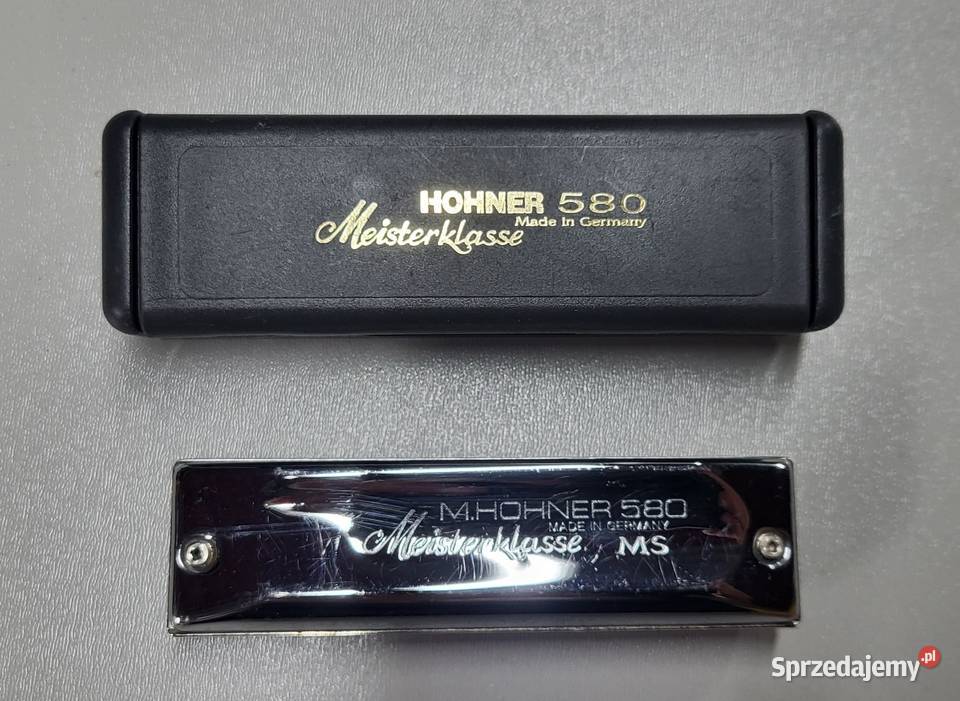 HOHNER 580
Made in Germany
Meisterklasse
M.HOHNER 580
MADE IN GERMANY
Meisterklasse MS
Sprzedajemy.pl